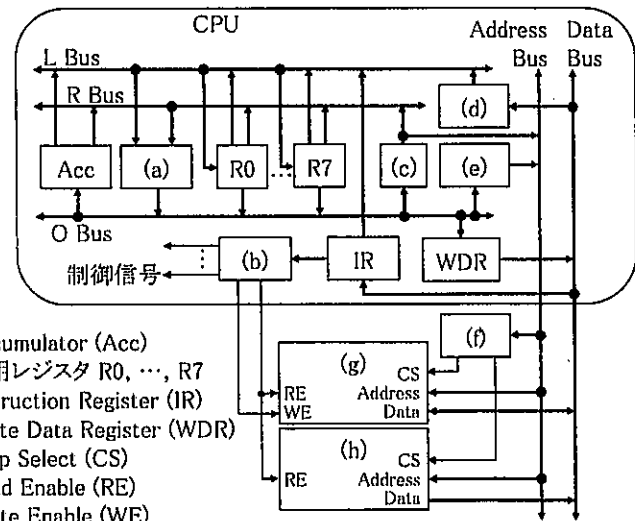 CPU
Address Data
Bus Bus
L Bus
R Bus
(d)
Acc
(a)
R0
...
R7
(c)
(e)
O Bus
制御信号
⋮
(b)
IR
WDR
(f)
(g)
CS
RE
Address
WE
Data
(h)
CS
RE
Address
Data
cumulator (Acc)
用レジスタ R0, …, R7
truction Register (IR)
te Data Register (WDR)
p Select (CS)
d Enable (RE)
te Enable (WE)